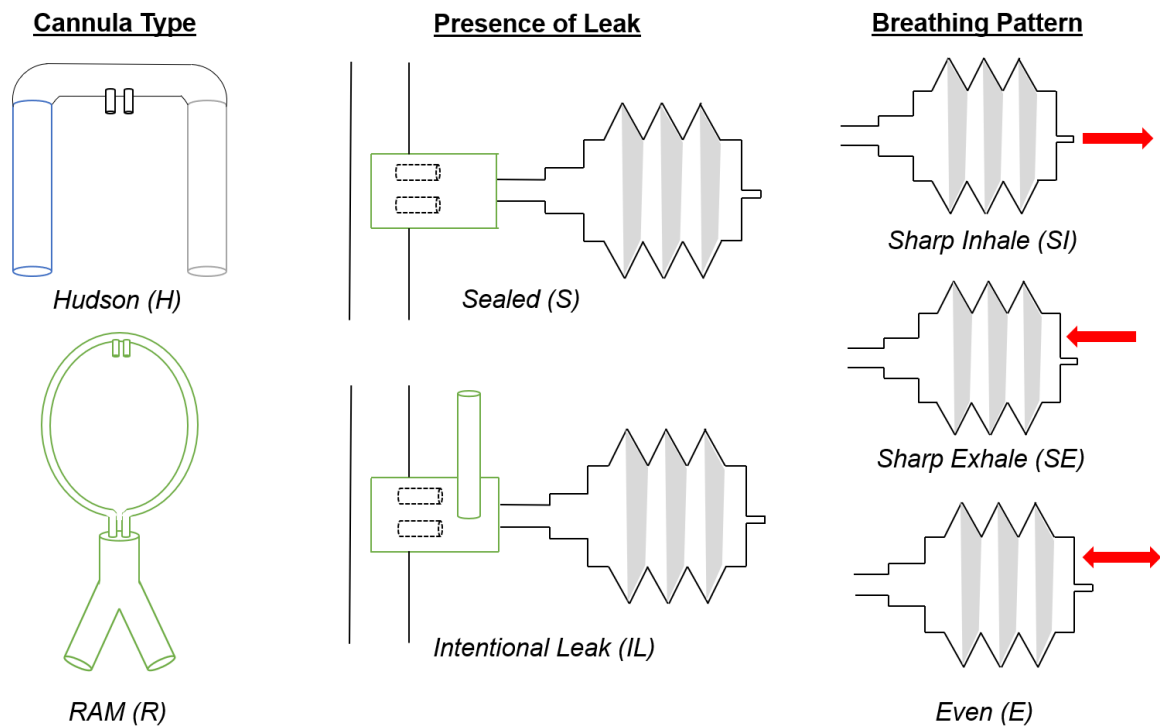 Cannula Type
Presence of Leak
Breathing Pattern
Hudson (H)
Sealed (S)
Sharp Inhale (SI)
RAM (R)
Intentional Leak (IL)
Sharp Exhale (SE)
Even (E)